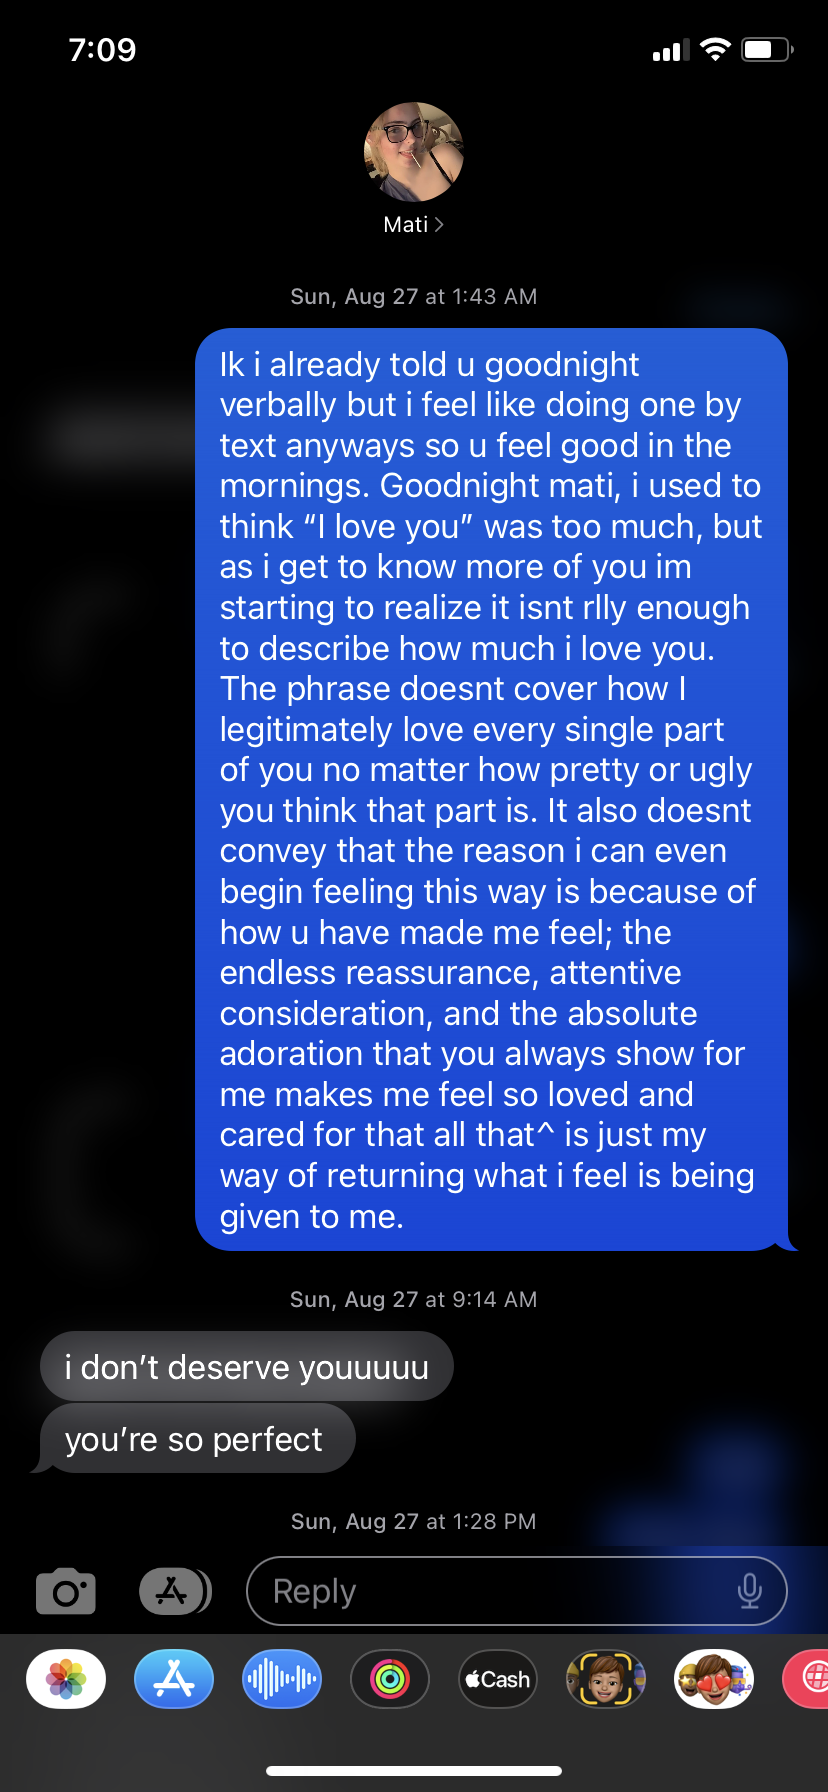 7:09
Mati
Sun, Aug 27 at 1:43 AM
Ik i already told u goodnight
verbally but i feel like doing one by
text anyways so u feel good in the
mornings. Goodnight mati, i used to
think “I love you” was too much, but
as i get to know more of you im
starting to realize it isnt rlly enough
to describe how much i love you.
The phrase doesnt cover how I
legitimately love every single part
of you no matter how pretty or ugly
you think that part is. It also doesnt
convey that the reason i can even
begin feeling this way is because of
how u have made me feel; the
endless reassurance, attentive
consideration, and the absolute
adoration that you always show for
me makes me feel so loved and
cared for that all that^ is just my
way of returning what i feel is being
given to me.
Sun, Aug 27 at 9:14 AM
i don’t deserve youuuuu
you’re so perfect
Sun, Aug 27 at 1:28 PM
Reply
Cash